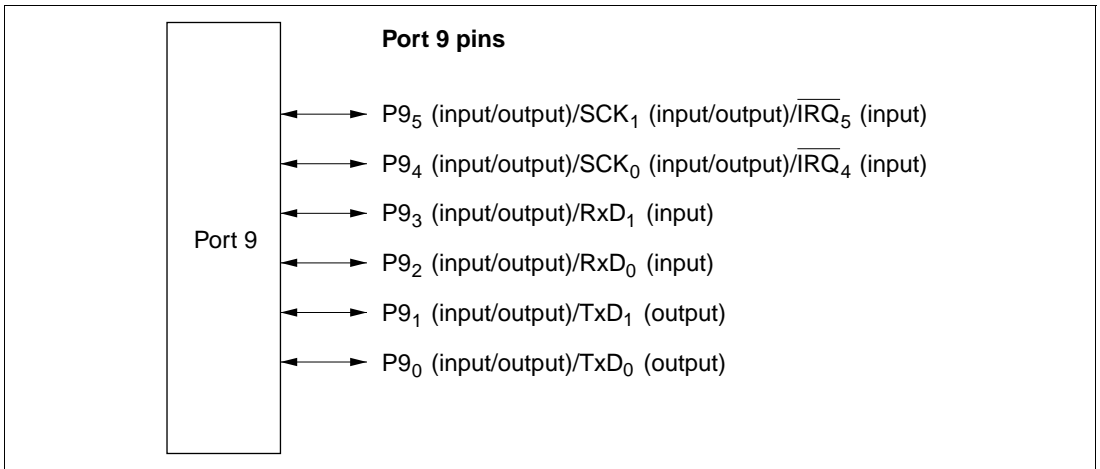 Port 9 pins
P9₅ (input/output)/SCK₁ (input/output)/I̅R̅Q̅₅ (input)
P9₄ (input/output)/SCK₀ (input/output)/I̅R̅Q̅₄ (input)
P9₃ (input/output)/RxD₁ (input)
Port 9
P9₂ (input/output)/RxD₀ (input)
P9₁ (input/output)/TxD₁ (output)
P9₀ (input/output)/TxD₀ (output)